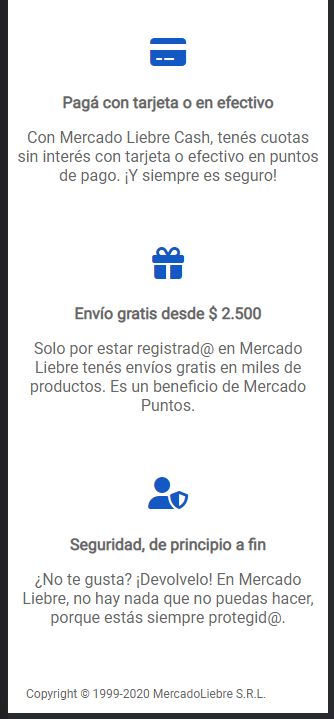 Pagá con tarjeta o en efectivo
Con Mercado Liebre Cash, tenés cuotas
sin interés con tarjeta o efectivo en puntos
de pago. ¡Y siempre es seguro!
Envío gratis desde $ 2.500
Solo por estar registrad@ en Mercado
Liebre tenés envíos gratis en miles de
productos. Es un beneficio de Mercado
Puntos.
Seguridad, de principio a fin
¿No te gusta? ¡Devolvelo! En Mercado
Liebre, no hay nada que no puedas hacer,
porque estás siempre protegid@.
Copyright © 1999-2020 MercadoLiebre S.R.L.